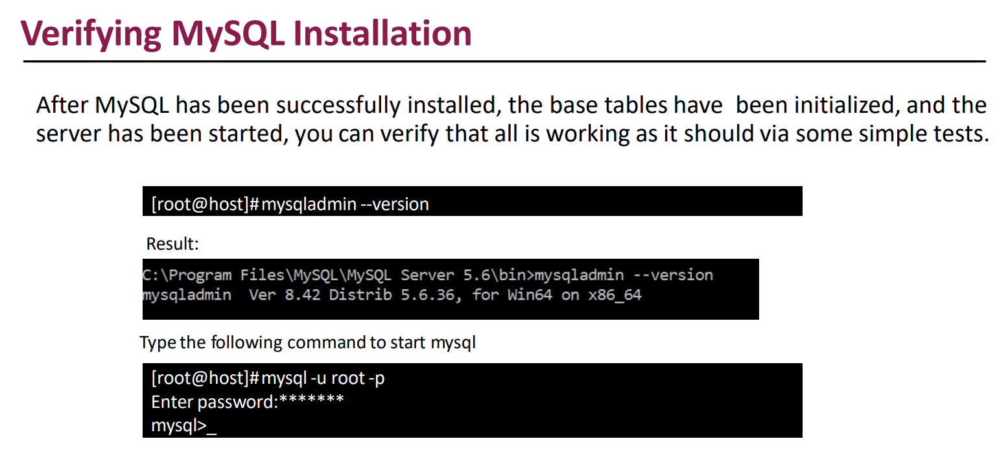 Verifying MySQL Installation
After MySQL has been successfully installed, the base tables have been initialized, and the
server has been started, you can verify that all is working as it should via some simple tests.
[root@host]#mysqladmin --version
Result:
C:\Program Files\MySQL\MySQL Server 5.6\bin>mysqladmin --version
mysqladmin  Ver 8.42 Distrib 5.6.36, for Win64 on x86_64
Type the following command to start mysql
[root@host]#mysql -u root -p
Enter password:*******
mysql>_